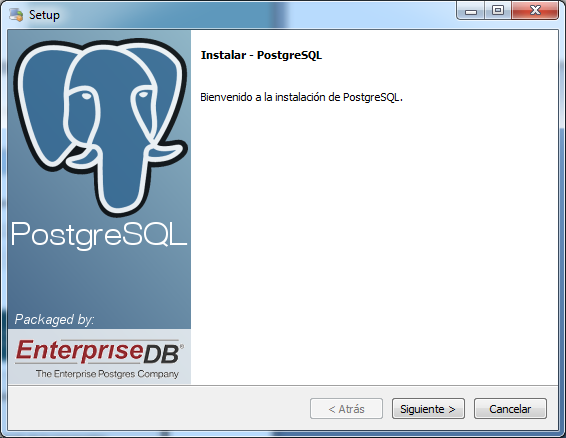 Setup
Instalar - PostgreSQL
Bienvenido a la instalación de PostgreSQL.
PostgreSQL
Packaged by:
EnterpriseDB®
The Enterprise Postgres Company
< Atrás
Siguiente >
Cancelar